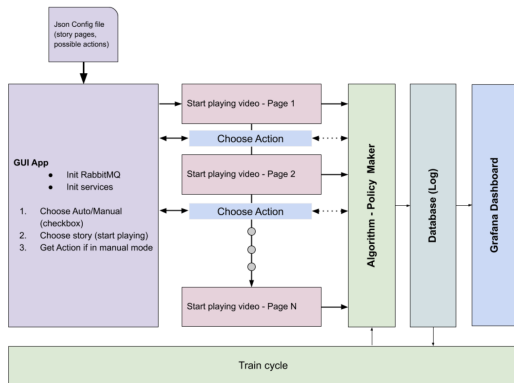 Json Config file
(story pages,
possible actions)
GUI App
● Init RabbitMQ
● Init services
1. Choose Auto/Manual
(checkbox)
2. Choose story (start playing)
3. Get Action if in manual mode
Start playing video - Page 1
Choose Action
Start playing video - Page 2
Choose Action
Start playing video - Page N
Algorithm - Policy Maker
Database (Log)
Grafana Dashboard
Train cycle